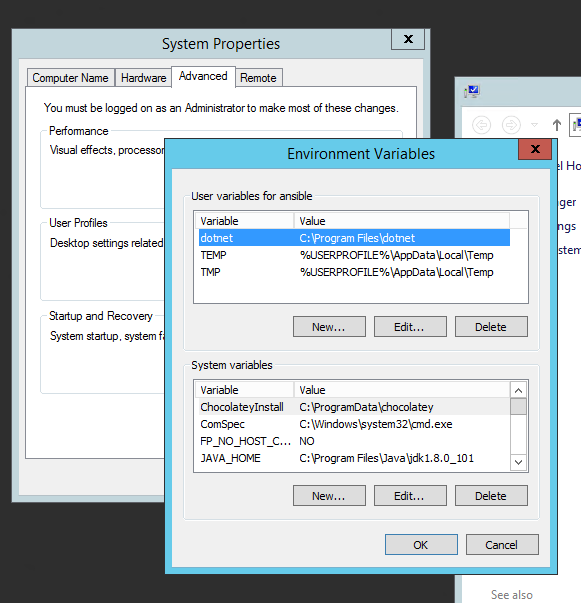 System Properties
Computer Name Hardware Advanced Remote
You must be logged on as an Administrator to make most of these changes.
Performance
Visual effects, processor
User Profiles
Desktop settings related
Startup and Recovery
System startup, system fa
Environment Variables
User variables for ansible
Variable Value
dotnet C:\Program Files\dotnet
TEMP %USERPROFILE%\AppData\Local\Temp
TMP %USERPROFILE%\AppData\Local\Temp
New... Edit... Delete
System variables
Variable Value
ChocolateyInstall C:\ProgramData\chocolatey
ComSpec C:\Windows\system32\cmd.exe
FP_NO_HOST_C... NO
JAVA_HOME C:\Program Files\Java\jdk1.8.0_101
New... Edit... Delete
OK Cancel
el Ho
ager
ngs
stem
See also